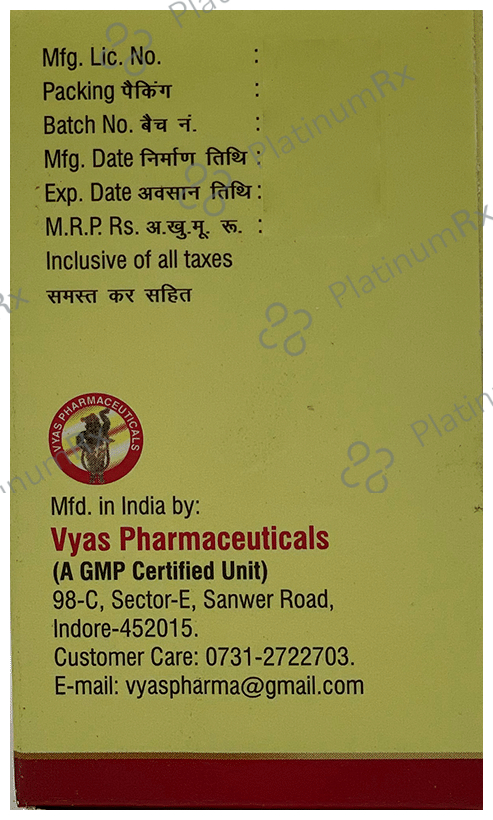 Mfg. Lic. No. :
Packing पैकिंग :
Batch No. बैच नं. :
Mfg. Date निर्माण तिथि :
Exp. Date अवसान तिथि :
M.R.P. Rs. अ.खु.मू. रू. :
Inclusive of all taxes
समस्त कर सहित
VYAS PHARMACEUTICALS
Mfd. in India by:
Vyas Pharmaceuticals
(A GMP Certified Unit)
98-C, Sector-E, Sanwer Road,
Indore-452015.
Customer Care: 0731-2722703.
E-mail: vyaspharma@gmail.com
PlatinumRx
PlatinumRx
PlatinumRx